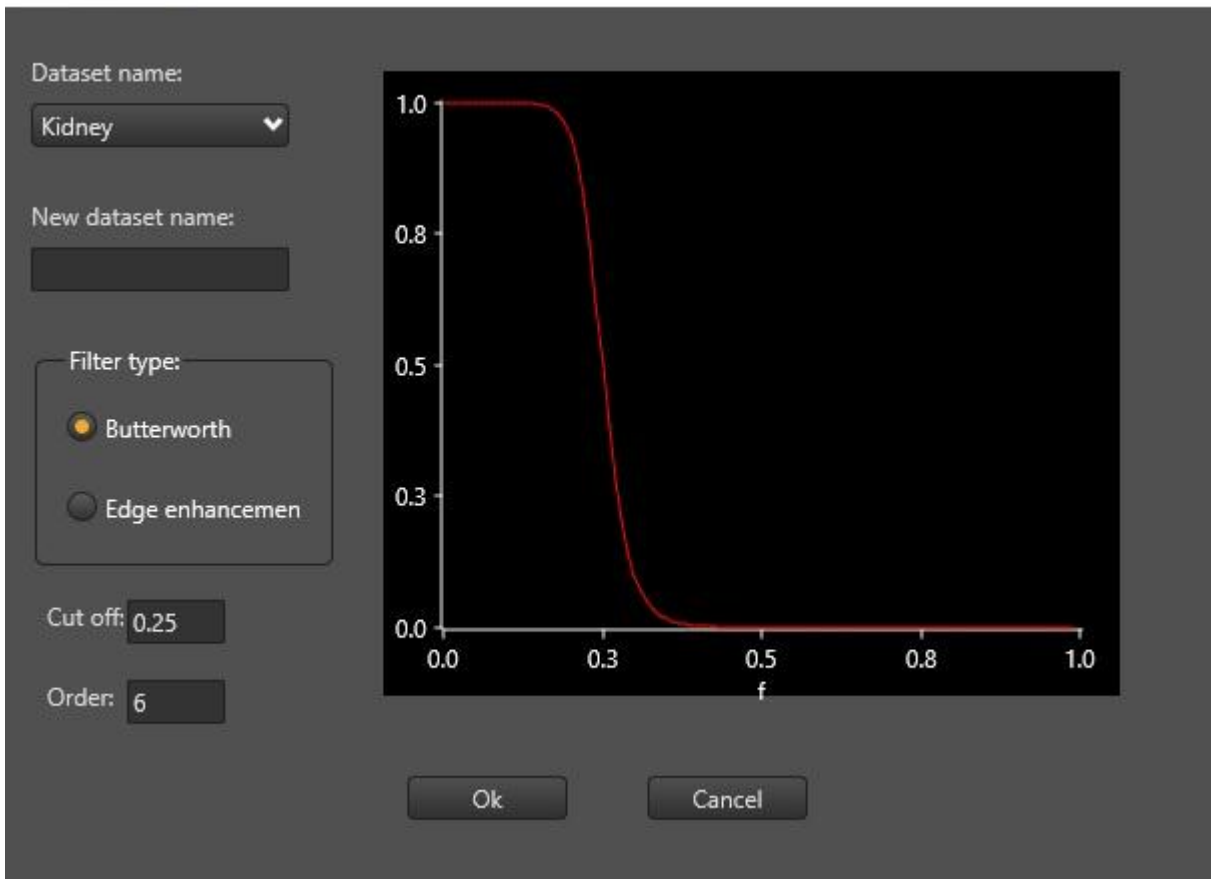 Dataset name:
Kidney
New dataset name:
Filter type:
Butterworth
Edge enhancemen
Cut off: 0.25
Order: 6
1.0
0.8
0.5
0.3
0.0
0.0 0.3 0.5 0.8 1.0
f
Ok Cancel